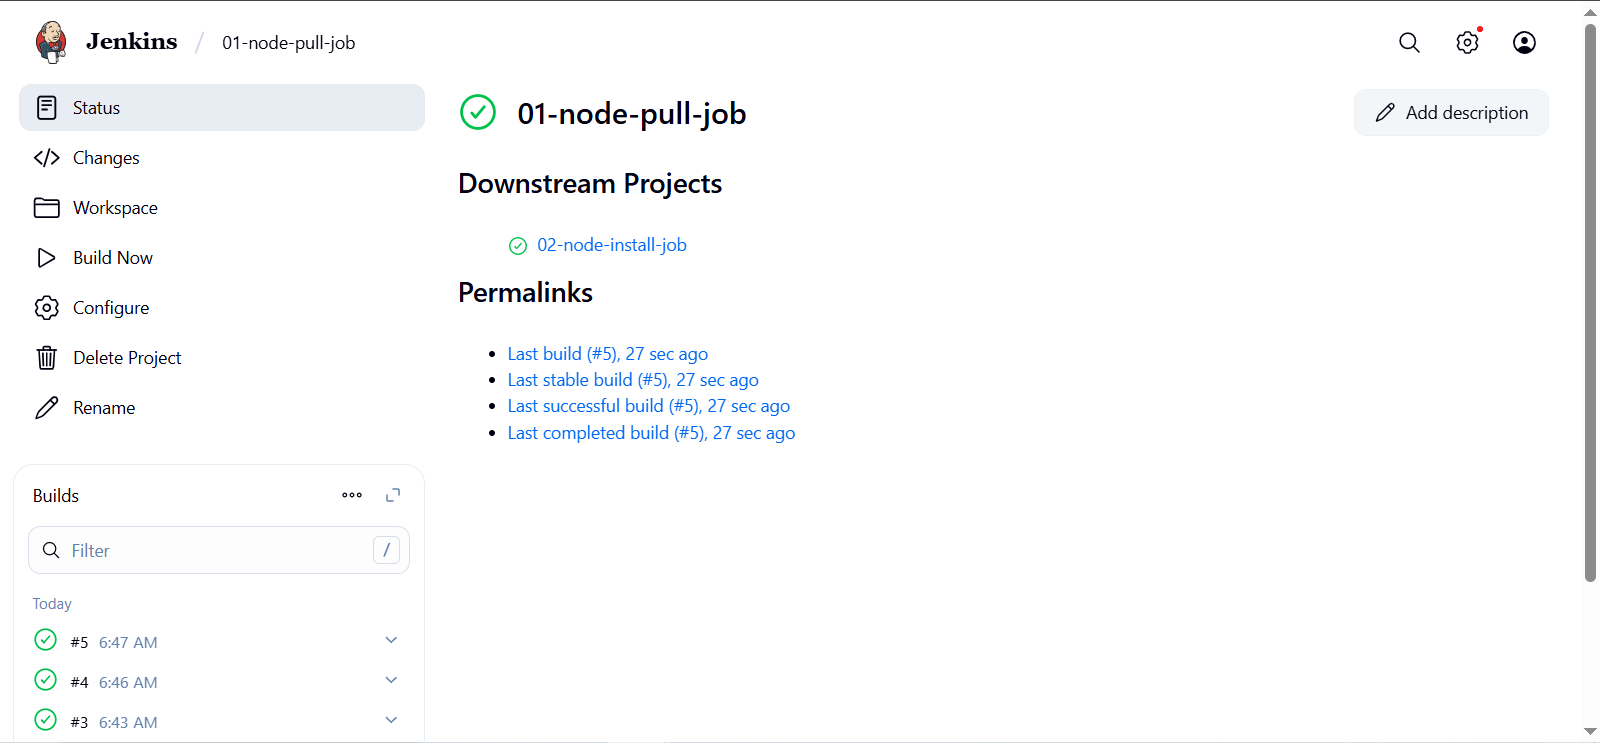 Jenkins / 01-node-pull-job
Status
Changes
Workspace
Build Now
Configure
Delete Project
Rename
Builds
Filter /
Today
#5 6:47 AM
#4 6:46 AM
#3 6:43 AM
01-node-pull-job
Add description
Downstream Projects
02-node-install-job
Permalinks
Last build (#5), 27 sec ago
Last stable build (#5), 27 sec ago
Last successful build (#5), 27 sec ago
Last completed build (#5), 27 sec ago